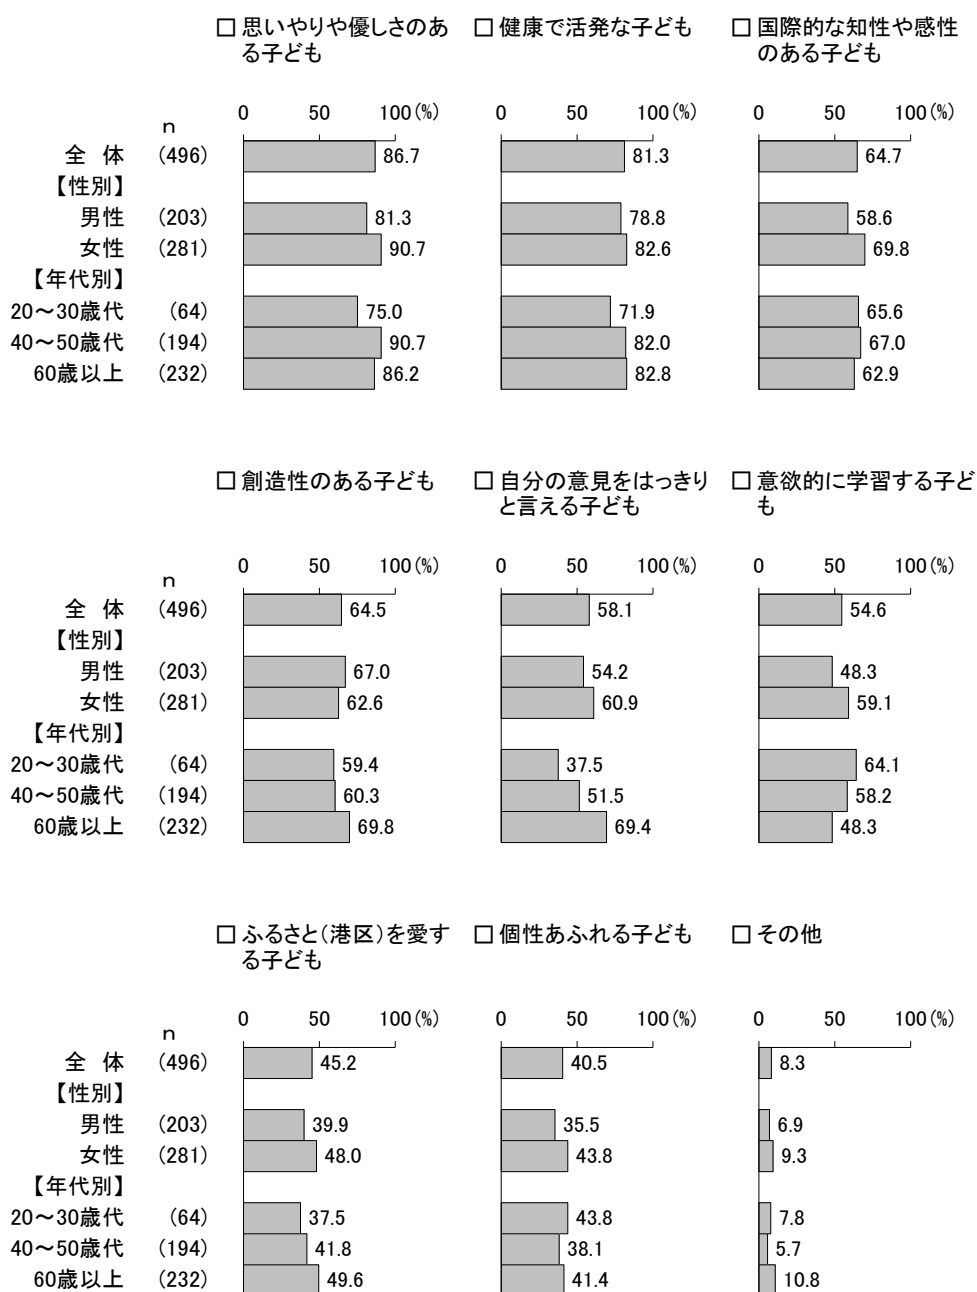 □ 思いやりや優しさのあ □ 健康で活発な子ども □ 国際的な知性や感性
る子ども のある子ども
0 50 100(%) 0 50 100(%) 0 50 100(%)
n
全 体 (496) 86.7 81.3 64.7
【性別】
男性 (203) 81.3 78.8 58.6
女性 (281) 90.7 82.6 69.8
【年代別】
20～30歳代 (64) 75.0 71.9 65.6
40～50歳代 (194) 90.7 82.0 67.0
60歳以上 (232) 86.2 82.8 62.9
□ 創造性のある子ども □ 自分の意見をはっきり □ 意欲的に学習する子ど
と言える子ども も
0 50 100(%) 0 50 100(%) 0 50 100(%)
n
全 体 (496) 64.5 58.1 54.6
【性別】
男性 (203) 67.0 54.2 48.3
女性 (281) 62.6 60.9 59.1
【年代別】
20～30歳代 (64) 59.4 37.5 64.1
40～50歳代 (194) 60.3 51.5 58.2
60歳以上 (232) 69.8 69.4 48.3
□ ふるさと(港区)を愛す □ 個性あふれる子ども □ その他
る子ども
0 50 100(%) 0 50 100(%) 0 50 100(%)
n
全 体 (496) 45.2 40.5 8.3
【性別】
男性 (203) 39.9 35.5 6.9
女性 (281) 48.0 43.8 9.3
【年代別】
20～30歳代 (64) 37.5 43.8 7.8
40～50歳代 (194) 41.8 38.1 5.7
60歳以上 (232) 49.6 41.4 10.8